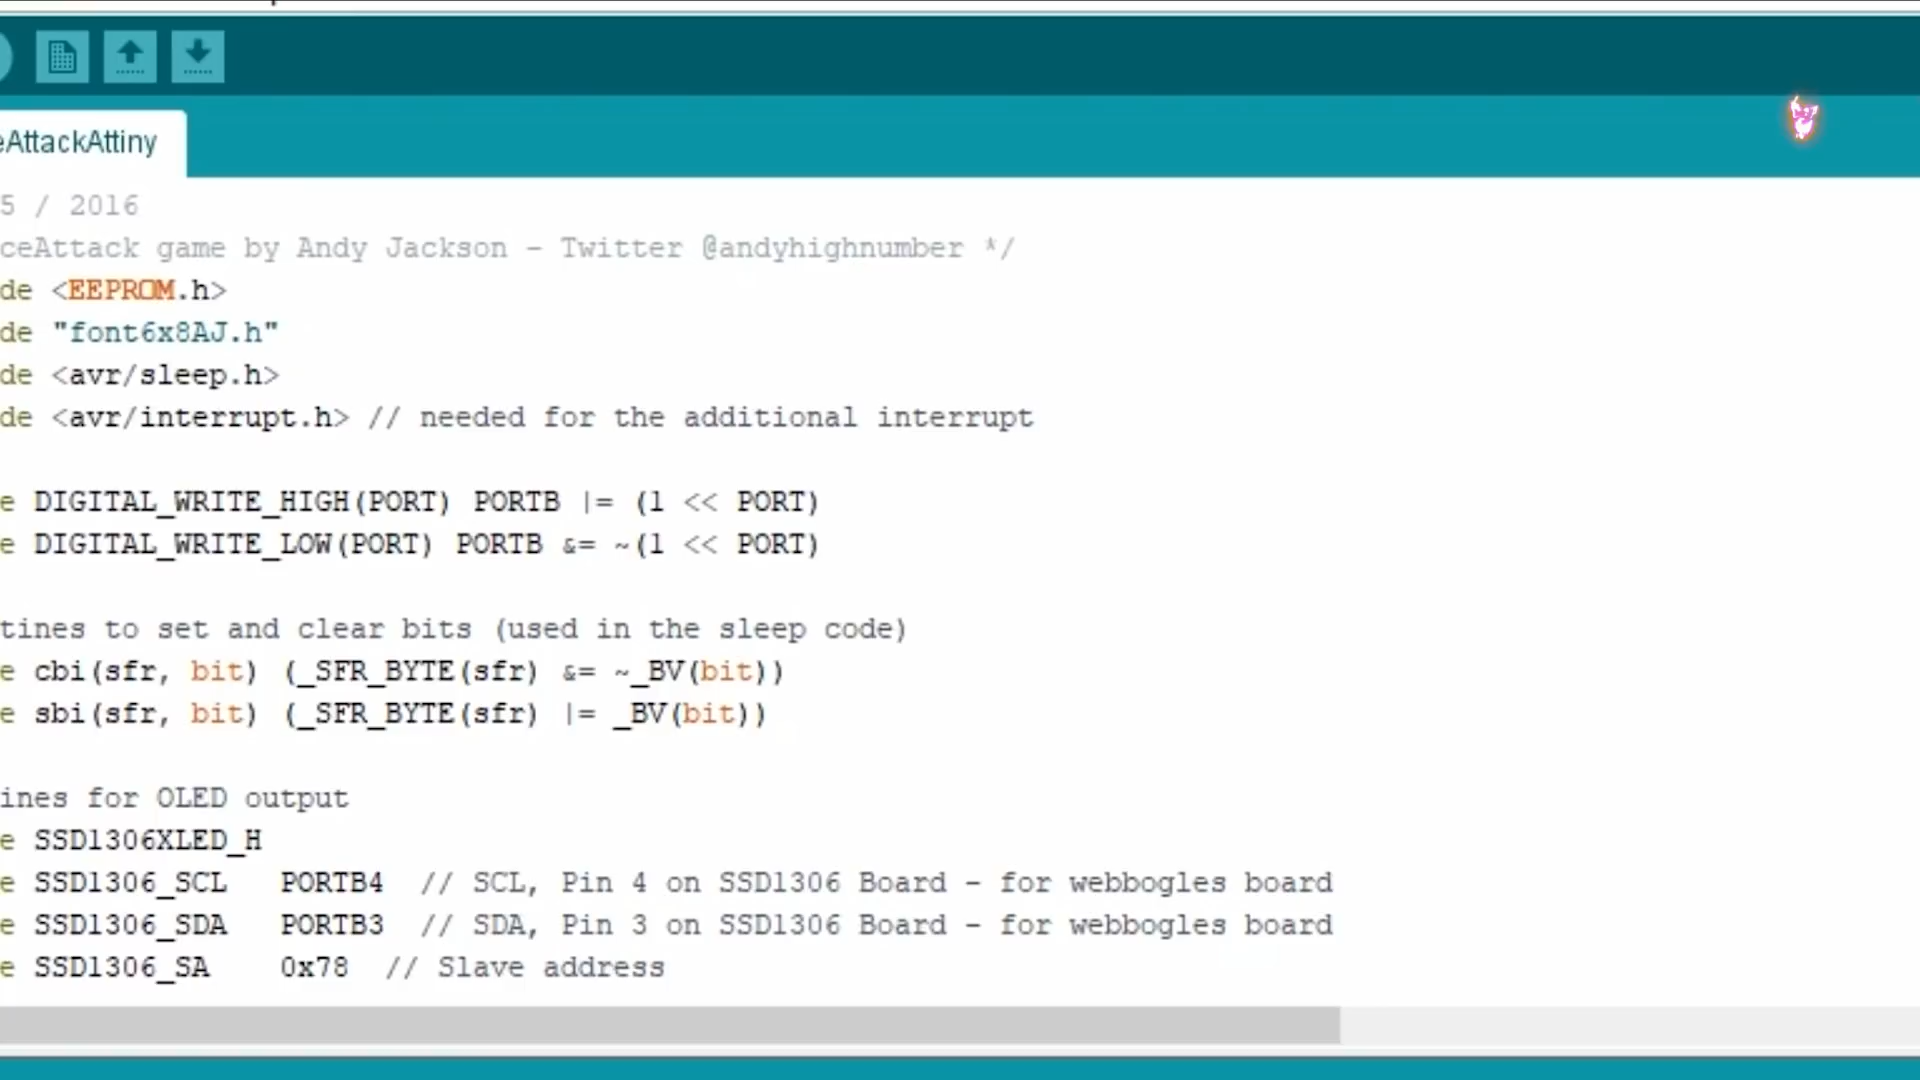 eAttackAttiny
5 / 2016
ceAttack game by Andy Jackson - Twitter @andyhighnumber */
de <EEPROM.h>
de "font6x8AJ.h"
de <avr/sleep.h>
de <avr/interrupt.h> // needed for the additional interrupt
e DIGITAL_WRITE_HIGH(PORT) PORTB |= (1 << PORT)
e DIGITAL_WRITE_LOW(PORT) PORTB &= ~(1 << PORT)
tines to set and clear bits (used in the sleep code)
e cbi(sfr, bit) (_SFR_BYTE(sfr) &= ~_BV(bit))
e sbi(sfr, bit) (_SFR_BYTE(sfr) |= _BV(bit))
ines for OLED output
e SSD1306XLED_H
e SSD1306_SCL   PORTB4  // SCL, Pin 4 on SSD1306 Board - for webbogles board
e SSD1306_SDA   PORTB3  // SDA, Pin 3 on SSD1306 Board - for webbogles board
e SSD1306_SA    0x78  // Slave address